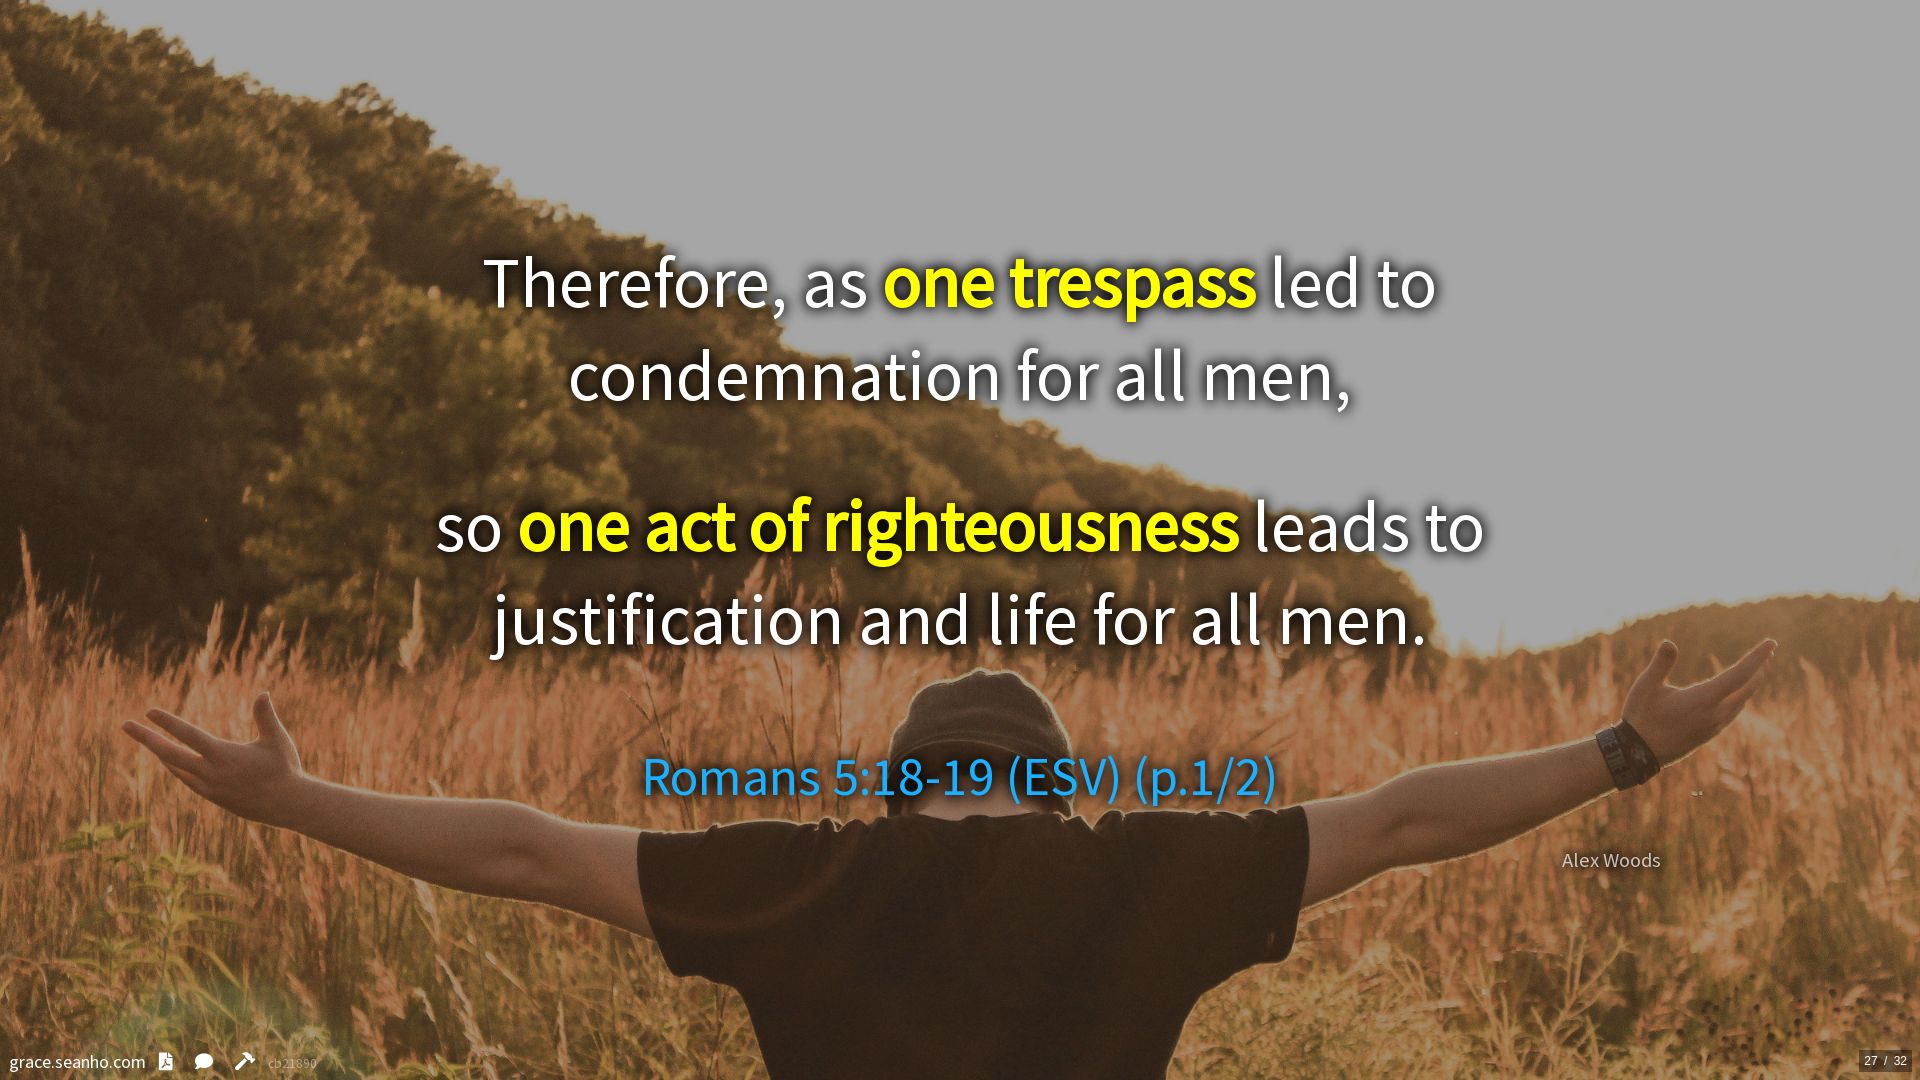 Therefore, as one trespass led to
condemnation for all men,
so one act of righteousness leads to
justification and life for all men.
Romans 5:18-19 (ESV) (p.1/2)
Alex Woods
grace.seanho.com
cb21890
27 / 32